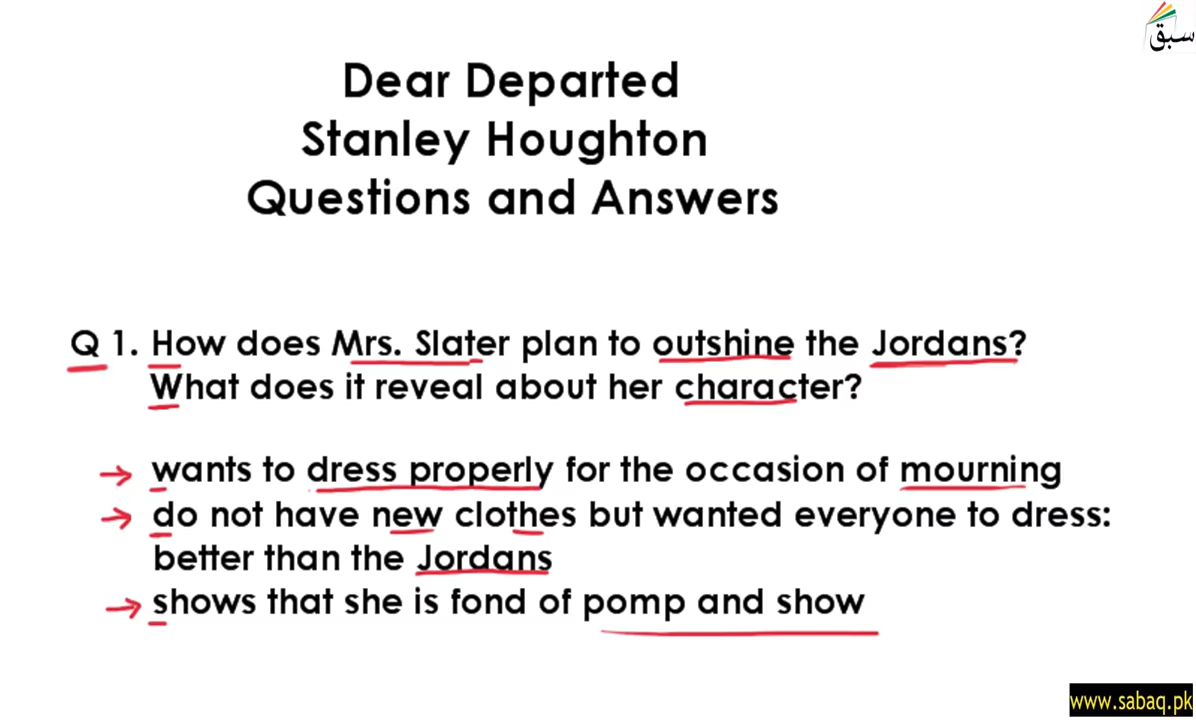 سبق
Dear Departed
Stanley Houghton
Questions and Answers
Q 1. How does Mrs. Slater plan to outshine the Jordans?
What does it reveal about her character?
→ wants to dress properly for the occasion of mourning
→ do not have new clothes but wanted everyone to dress:
better than the Jordans
→ shows that she is fond of pomp and show
www.sabaq.pk